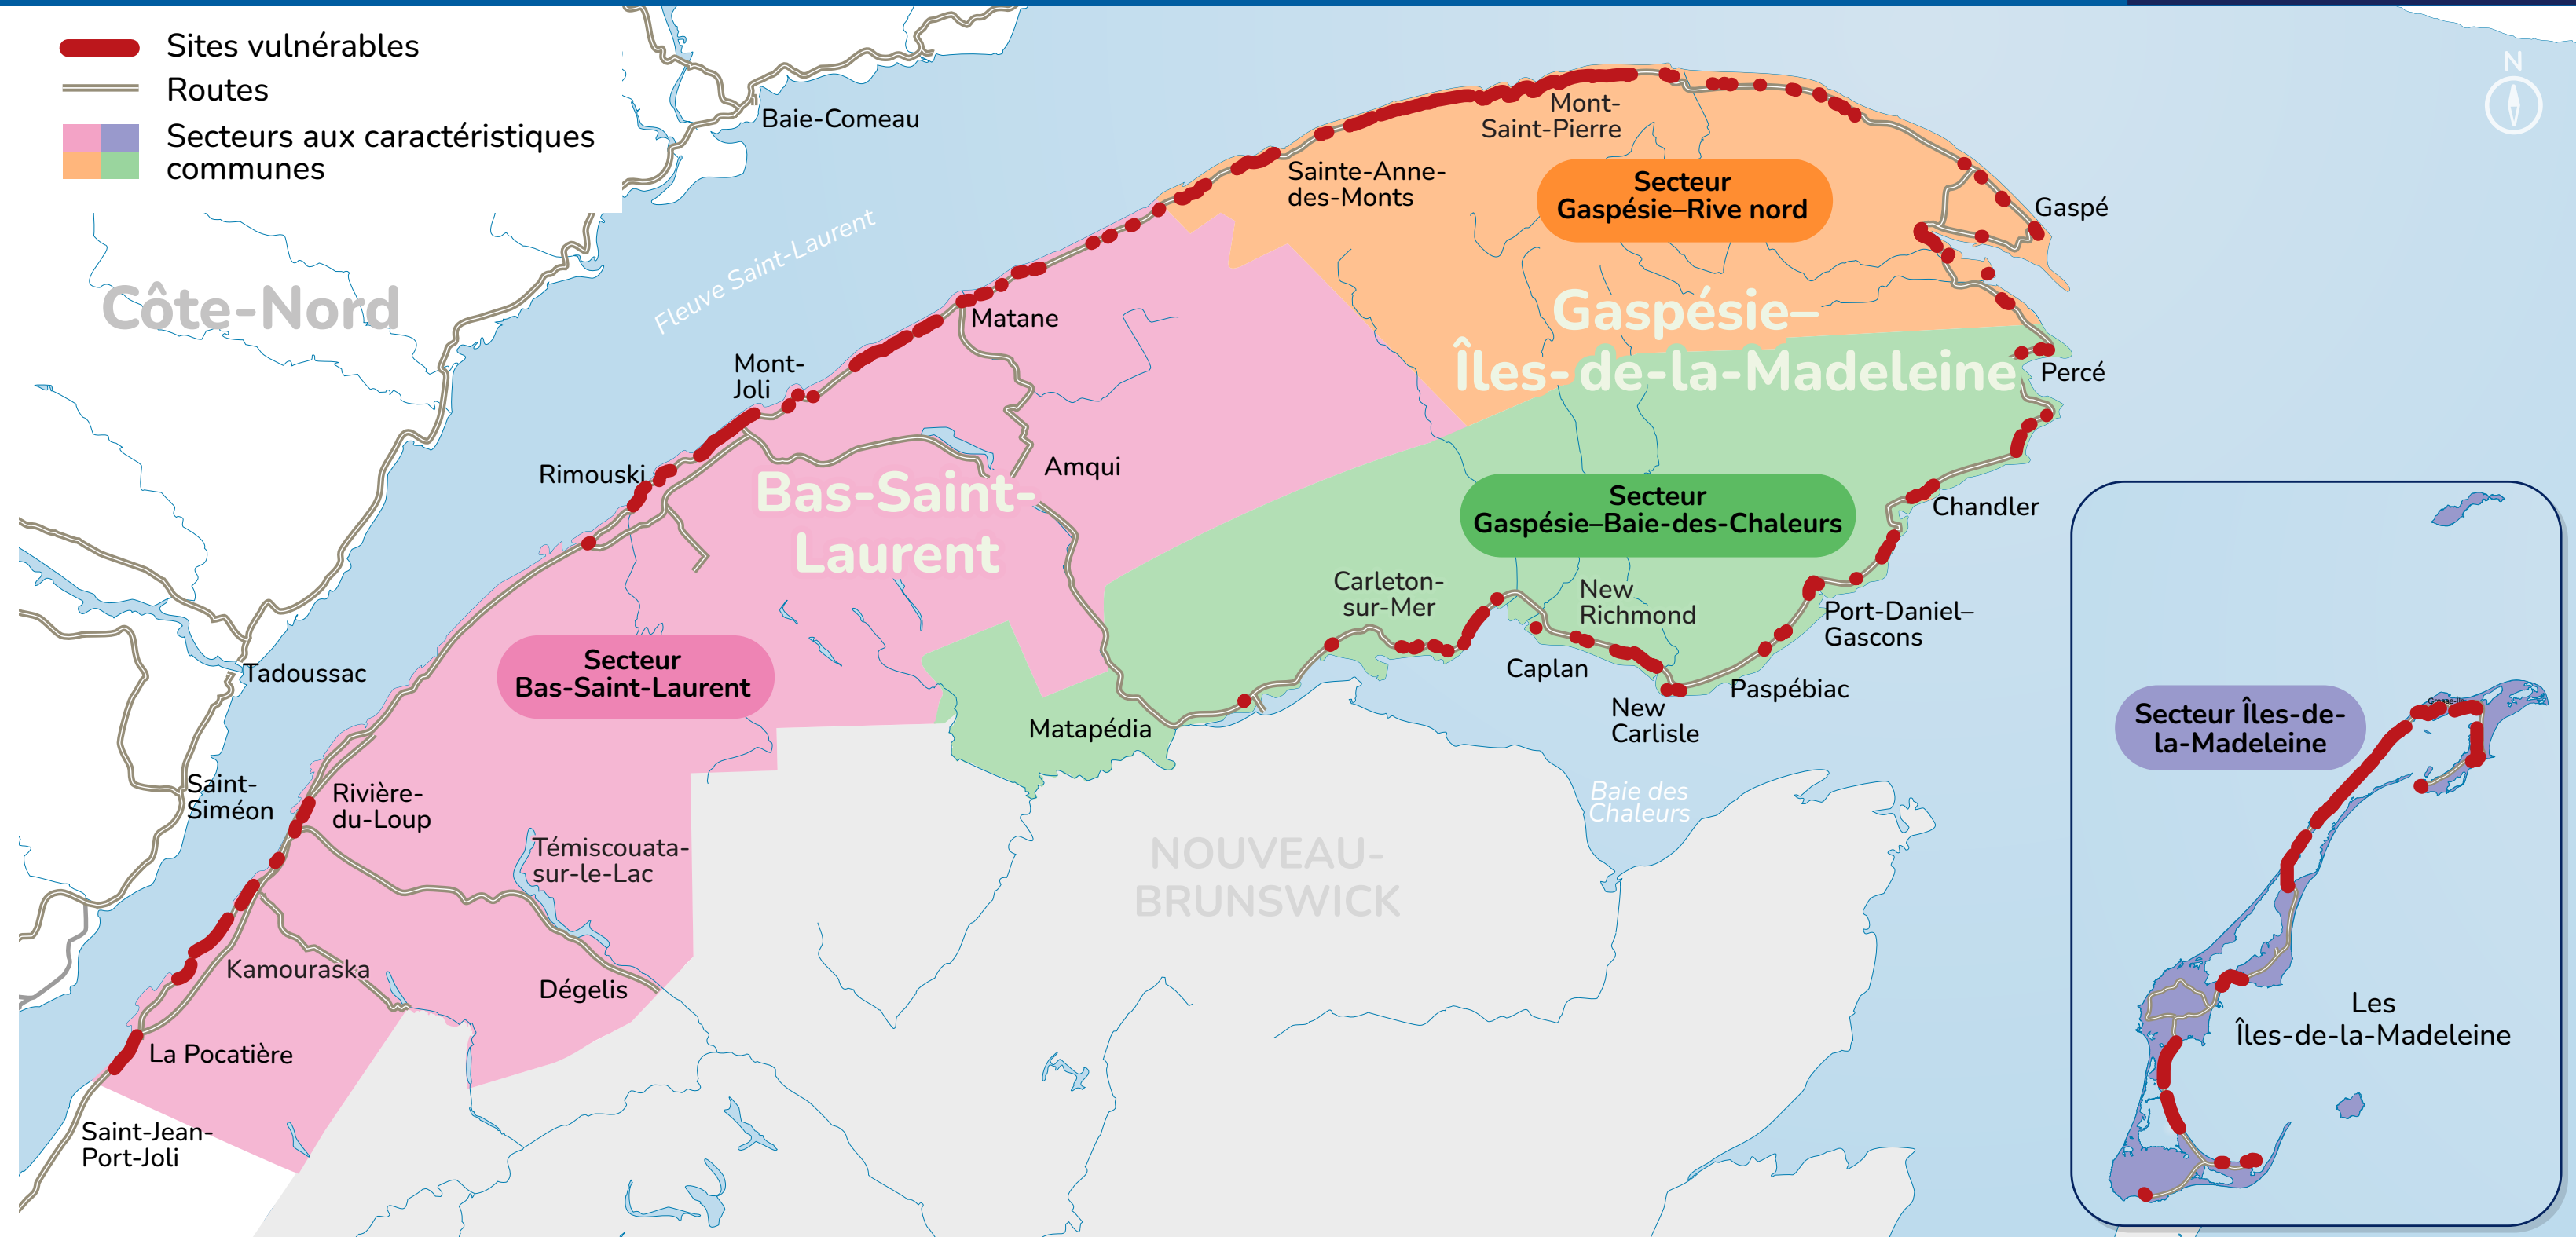 Sites vulnérables
Routes
Secteurs aux caractéristiques
communes
N
Baie-Comeau
Mont-
Saint-Pierre
Sainte-Anne-
des-Monts
Secteur
Gaspésie–Rive nord
Gaspé
Fleuve Saint-Laurent
Côte-Nord
Gaspésie–
Îles-de-la-Madeleine
Matane
Percé
Mont-
Joli
Rimouski
Amqui
Bas-Saint-
Laurent
Secteur
Gaspésie–Baie-des-Chaleurs
Chandler
Carleton-
sur-Mer
New
Richmond
Port-Daniel–
Gascons
Caplan
Paspébiac
New
Carlisle
Secteur
Bas-Saint-Laurent
Matapédia
Tadoussac
Saint-
Siméon
Rivière-
du-Loup
Témiscouata-
sur-le-Lac
Baie des
Chaleurs
NOUVEAU-
BRUNSWICK
Kamouraska
Dégelis
La Pocatière
Saint-Jean-
Port-Joli
Secteur Îles-de-
la-Madeleine
Les
Îles-de-la-Madeleine